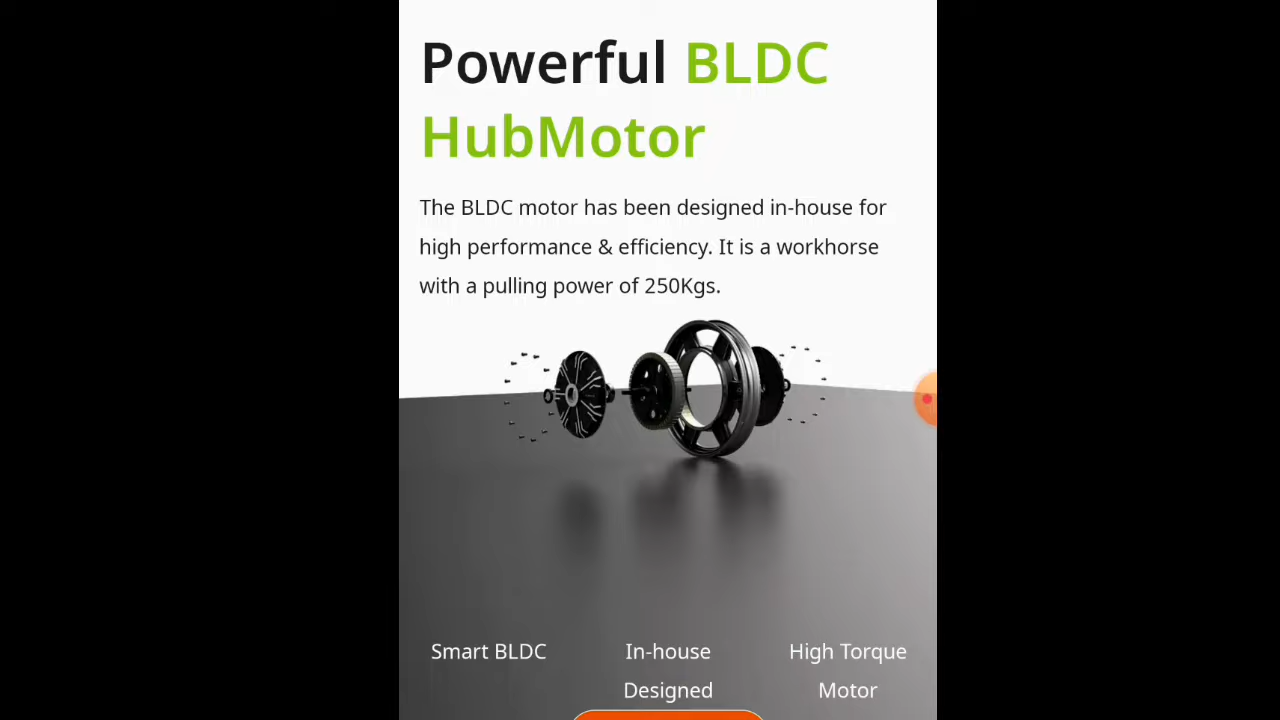 Powerful BLDC
HubMotor
The BLDC motor has been designed in-house for
high performance & efficiency. It is a workhorse
with a pulling power of 250Kgs.
Smart BLDC
In-house
Designed
High Torque
Motor